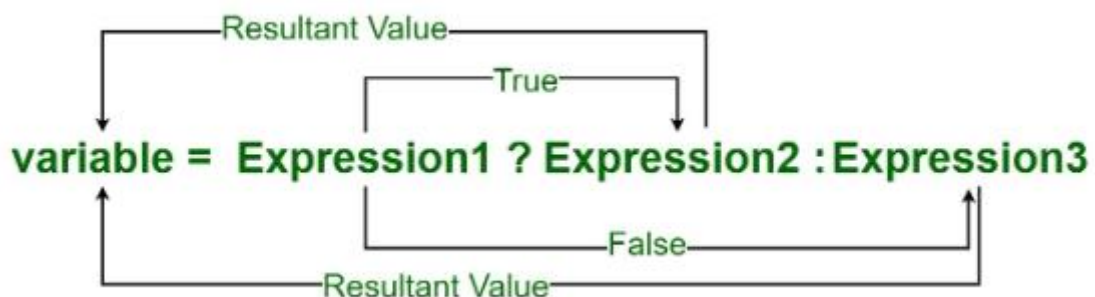 Resultant Value
True
variable = Expression1 ? Expression2 : Expression3
False
Resultant Value